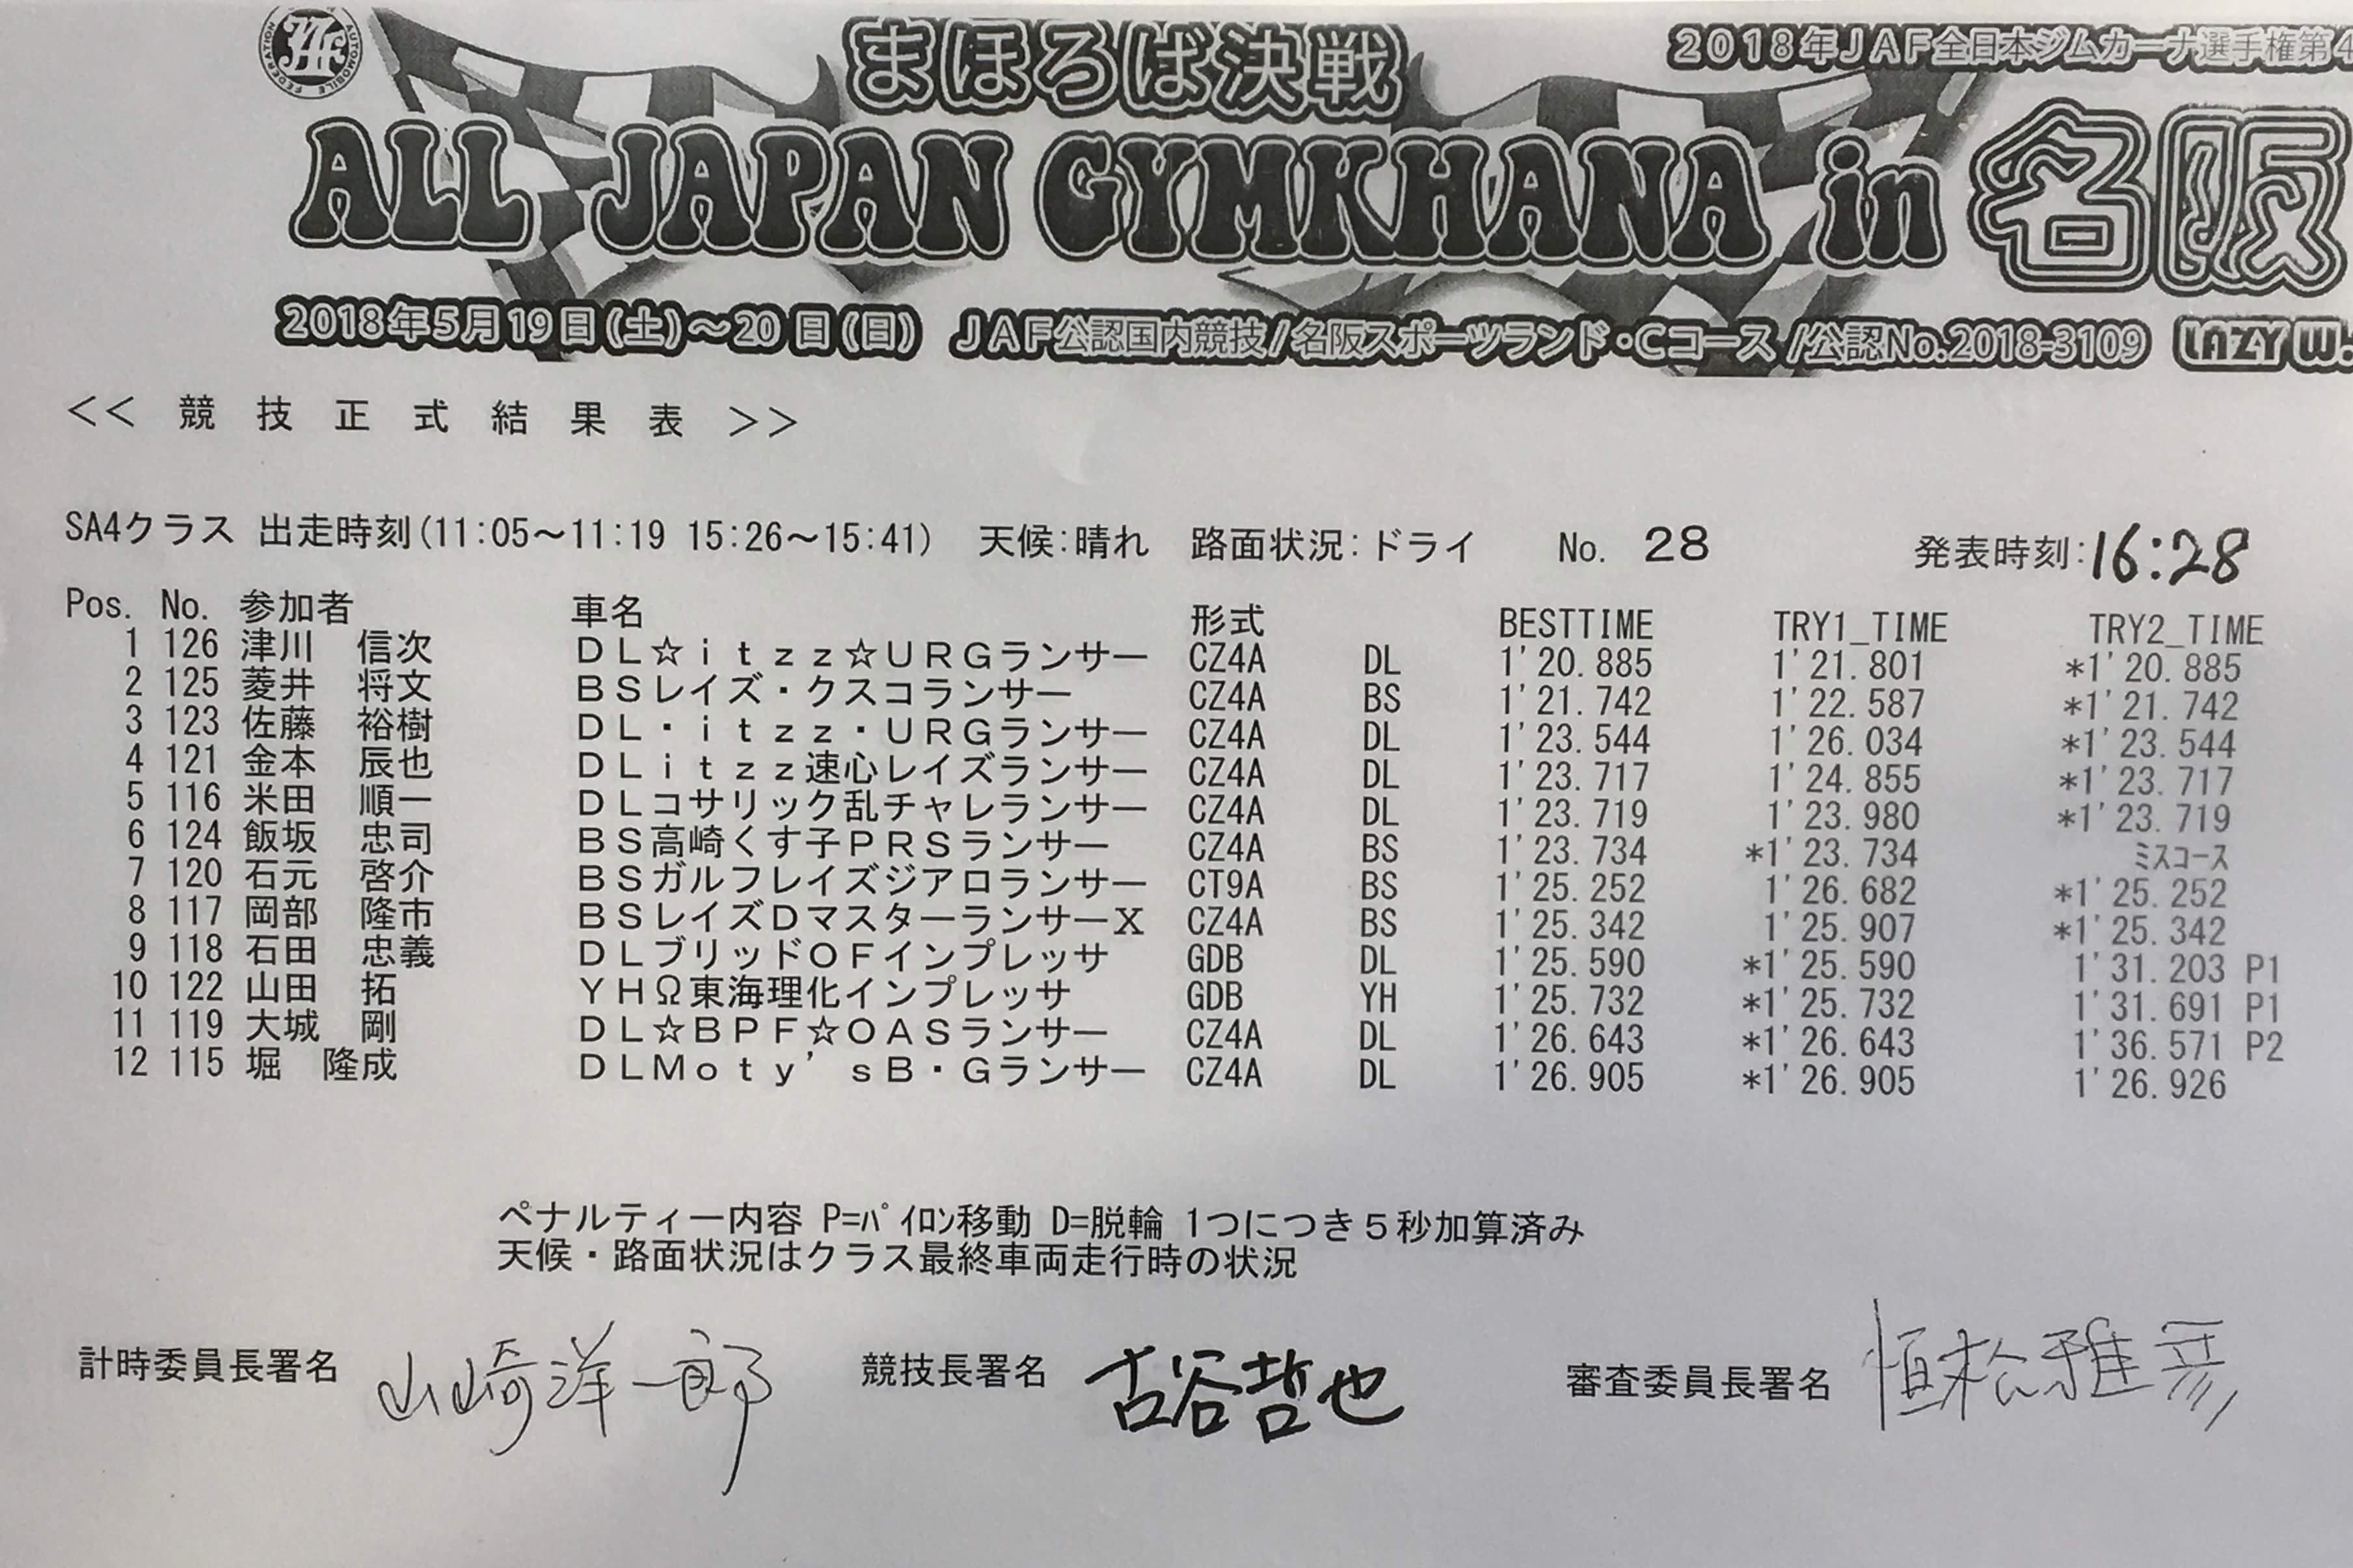 AUTOMOBILE FEDERATION
JAF
まほろば決戦
2018年JAF全日本ジムカーナ選手権第4
ALL JAPAN GYMKHANA in 名阪
2018年5月19日(土)～20日(日) JAF公認国内競技/名阪スポーツランド・Cコース/公認No.2018-3109 LAZY W.
<< 競技正式結果表 >>
SA4クラス 出走時刻(11:05～11:19 15:26～15:41) 天候:晴れ 路面状況:ドライ No. 28 発表時刻:16:28
Pos. No. 参加者 車名 形式 BESTTIME TRY1_TIME TRY2_TIME
1 126 津川 信次 DL☆itzz☆URGランサー CZ4A DL 1'20.885 1'21.801 *1'20.885
2 125 菱井 将文 BSレイズ・クスコランサー CZ4A BS 1'21.742 1'22.587 *1'21.742
3 123 佐藤 裕樹 DL・itzz・URGランサー CZ4A DL 1'23.544 1'26.034 *1'23.544
4 121 金本 辰也 DLitzz速心レイズランサー CZ4A DL 1'23.717 1'24.855 *1'23.717
5 116 米田 順一 DLコサリック乱チャレランサー CZ4A DL 1'23.719 1'23.980 *1'23.719
6 124 飯坂 忠司 BS高崎くす子PRSランサー CZ4A BS 1'23.734 *1'23.734 ﾐｽｺｰｽ
7 120 石元 啓介 BSガルフレイズジアロランサー CT9A BS 1'25.252 1'26.682 *1'25.252
8 117 岡部 隆市 BSレイズDマスターランサーX CZ4A BS 1'25.342 1'25.907 *1'25.342
9 118 石田 忠義 DLブリッドOFインプレッサ GDB DL 1'25.590 *1'25.590 1'31.203 P1
10 122 山田 拓 YHΩ東海理化インプレッサ GDB YH 1'25.732 *1'25.732 1'31.691 P1
11 119 大城 剛 DL☆BPF☆OASランサー CZ4A DL 1'26.643 *1'26.643 1'36.571 P2
12 115 堀 隆成 DLMoty'sB・Gランサー CZ4A DL 1'26.905 *1'26.905 1'26.926
ペナルティー内容 P=ﾊﾟｲﾛﾝ移動 D=脱輪 1つにつき5秒加算済み
天候・路面状況はクラス最終車両走行時の状況
計時委員長署名 山崎洋一郎 競技長署名 古谷哲也 審査委員長署名 恒松雅彦